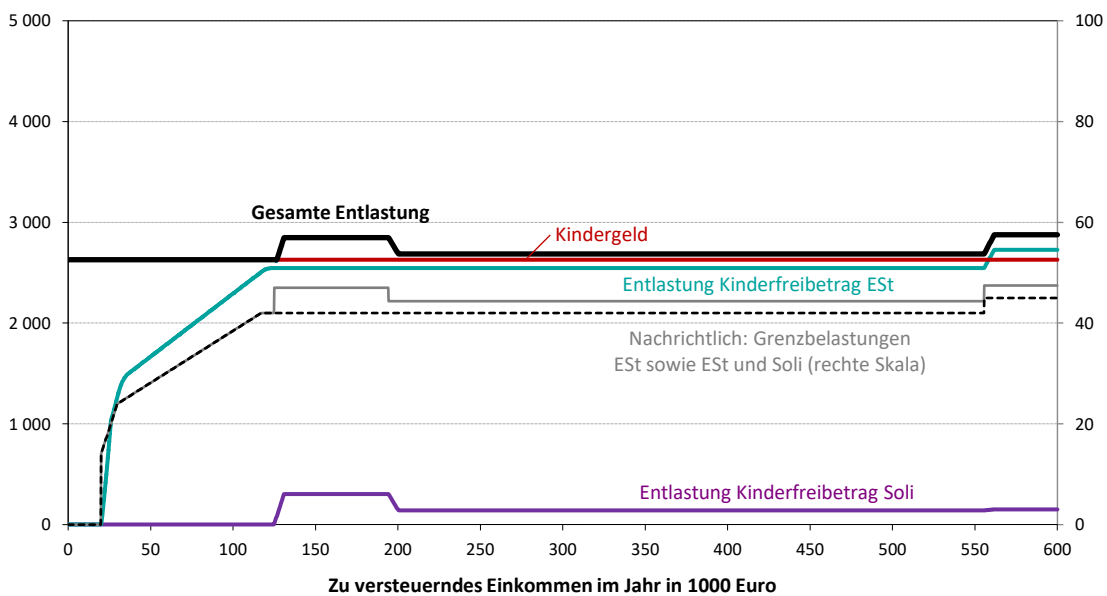 5 000
4 000
3 000
2 000
1 000
0
100
80
60
40
20
0
Gesamte Entlastung
Kindergeld
Entlastung Kinderfreibetrag ESt
Nachrichtlich: Grenzbelastungen
ESt sowie ESt und Soli (rechte Skala)
Entlastung Kinderfreibetrag Soli
0 50 100 150 200 250 300 350 400 450 500 550 600
Zu versteuerndes Einkommen im Jahr in 1000 Euro